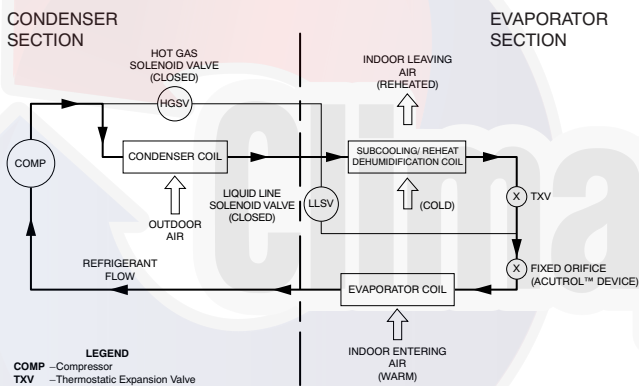 CONDENSER
SECTION
EVAPORATOR
SECTION
HOT GAS
SOLENOID VALVE
(CLOSED)
HGSV
INDOOR LEAVING
AIR
(REHEATED)
COMP
CONDENSER COIL
SUBCOOLING/ REHEAT
DEHUMIDIFICATION COIL
OUTDOOR
AIR
LIQUID LINE
SOLENOID VALVE
(CLOSED)
LLSV
(COLD)
X
TXV
REFRIGERANT
FLOW
X
FIXED ORIFICE
(ACUTROL™ DEVICE)
EVAPORATOR COIL
INDOOR ENTERING
AIR
(WARM)
LEGEND
COMP –Compressor
TXV –Thermostatic Expansion Valve
Clima